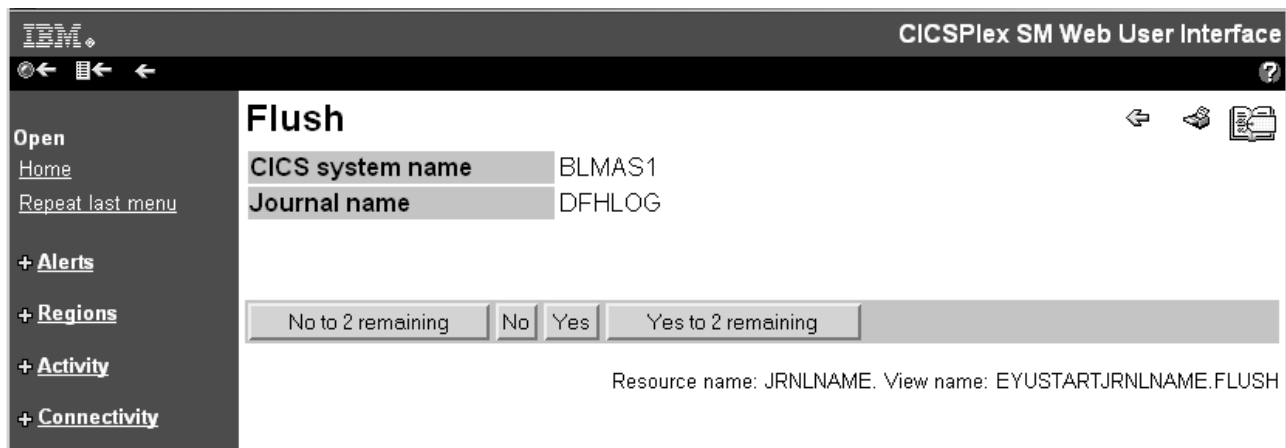 IBM.
CICSPlex SM Web User Interface
?
Open
Home
Repeat last menu
+ Alerts
+ Regions
+ Activity
+ Connectivity
Flush
CICS system name BLMAS1
Journal name DFHLOG
No to 2 remaining No Yes Yes to 2 remaining
Resource name: JRNLNAME. View name: EYUSTARTJRNLNAME.FLUSH